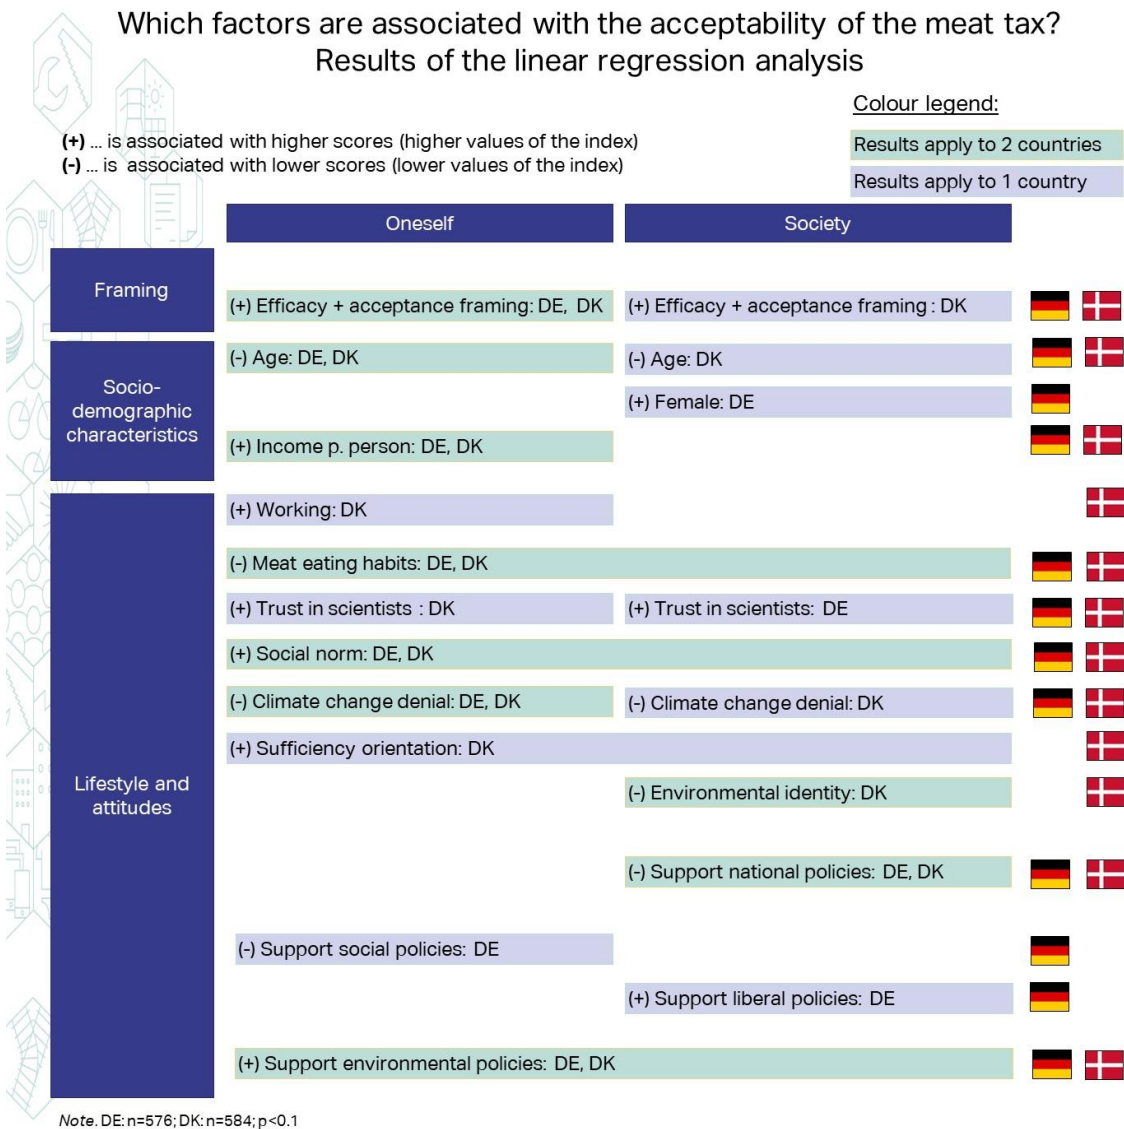 Which factors are associated with the acceptability of the meat tax?
Results of the linear regression analysis
Colour legend:
(+) ... is associated with higher scores (higher values of the index)
(-) ... is  associated with lower scores (lower values of the index)
Results apply to 2 countries
Results apply to 1 country
Oneself
Society
Framing
(+) Efficacy + acceptance framing: DE,  DK
(+) Efficacy + acceptance framing : DK
Socio-
demographic
characteristics
(-) Age: DE, DK
(-) Age: DK
(+) Female: DE
(+) Income p. person: DE, DK
Lifestyle and
attitudes
(+) Working: DK
(-) Meat eating habits: DE, DK
(+) Trust in scientists : DK
(+) Trust in scientists:  DE
(+) Social norm: DE, DK
(-) Climate change denial: DE, DK
(-) Climate change denial: DK
(+) Sufficiency orientation: DK
(-) Environmental identity: DK
(-) Support national policies:  DE, DK
(-) Support social policies:  DE
(+) Support liberal policies: DE
(+) Support environmental policies:  DE, DK
Note. DE: n=576; DK: n=584; p<0.1